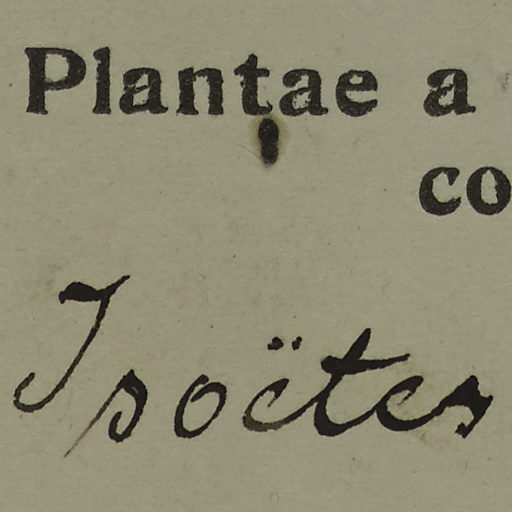 Plantae a
co
Isoëtes